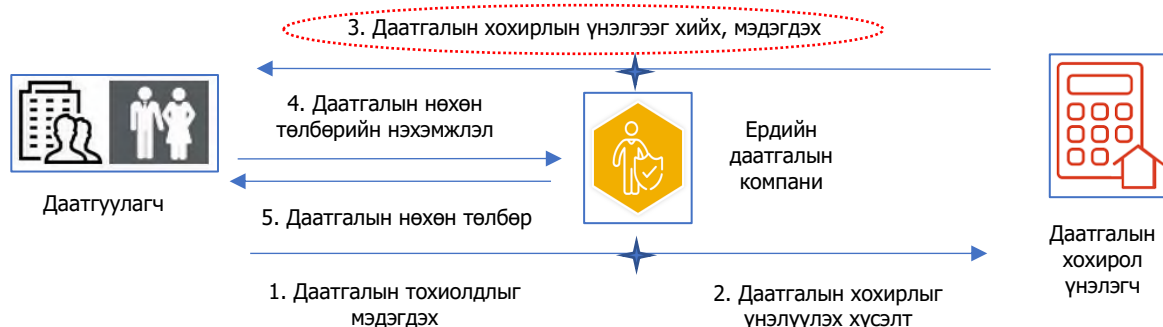 3. Даатгалын хохирлын үнэлгээг хийх, мэдэгдэх
4. Даатгалын нөхөн
төлбөрийн нэхэмжлэл
Ердийн
даатгалын
компани
Даатгуулагч
5. Даатгалын нөхөн төлбөр
Даатгалын
хохирол
үнэлэгч
1. Даатгалын тохиолдлыг
мэдэгдэх
2. Даатгалын хохирлыг
үнэлүүлэх хүсэлт